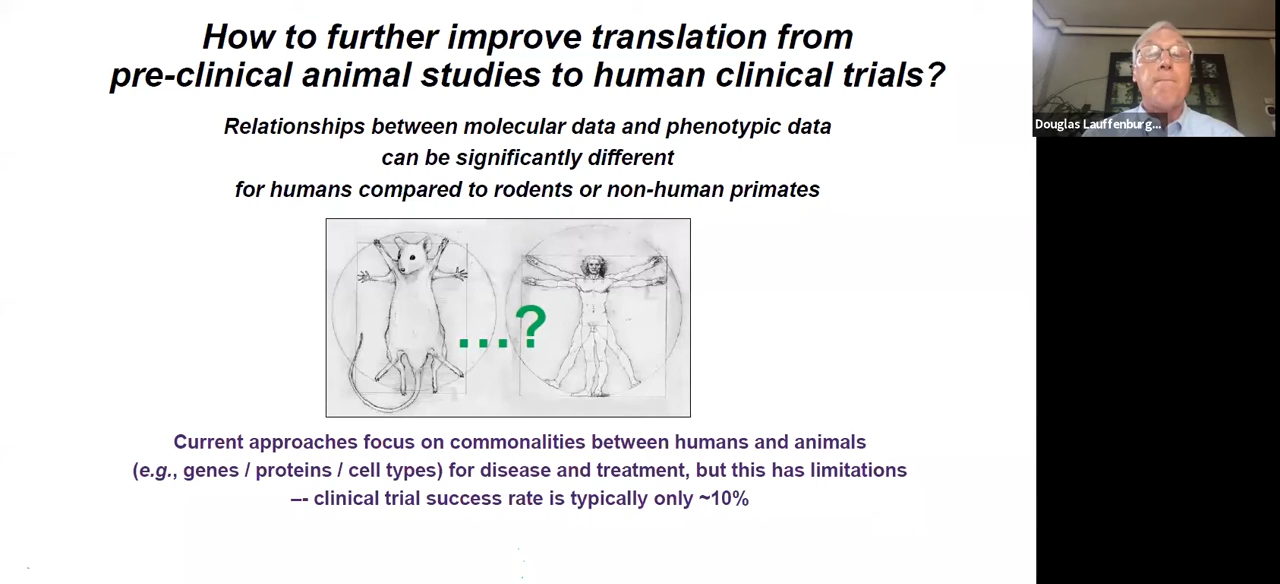 How to further improve translation from
pre-clinical animal studies to human clinical trials?
Relationships between molecular data and phenotypic data
can be significantly different
for humans compared to rodents or non-human primates
...?
Current approaches focus on commonalities between humans and animals
(e.g., genes / proteins / cell types) for disease and treatment, but this has limitations
–- clinical trial success rate is typically only ~10%
Douglas Lauffenburg...